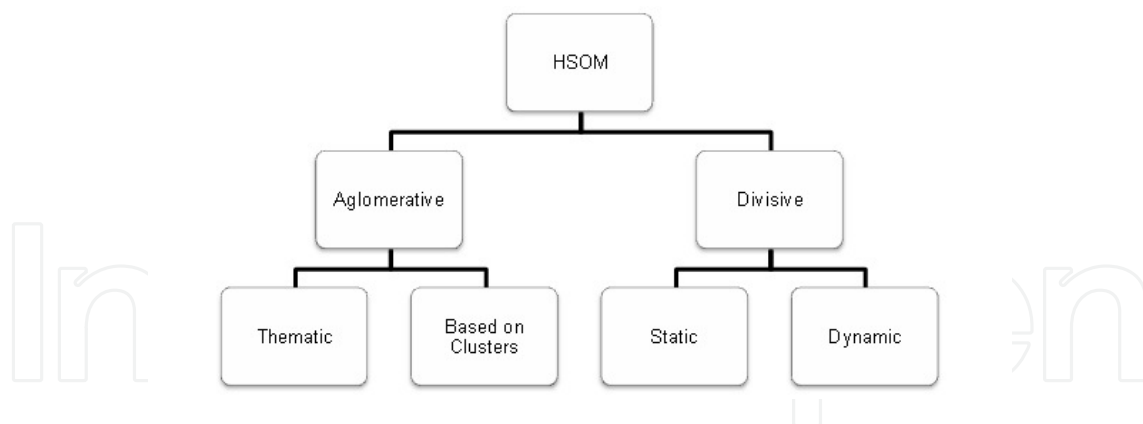 HSOM
Aglomerative
Divisive
Thematic
Based on
Clusters
Static
Dynamic